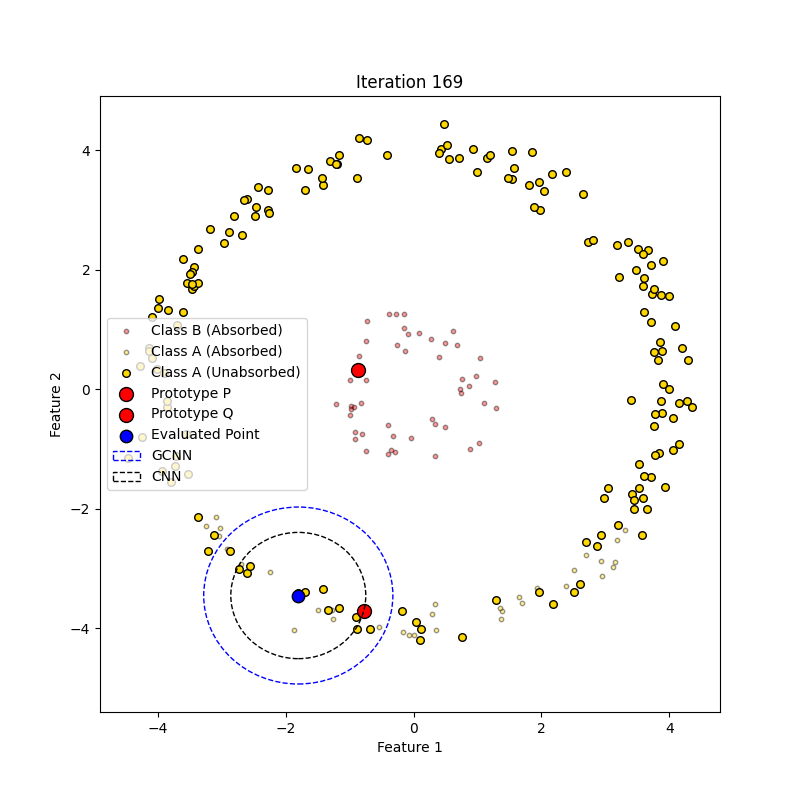 Iteration 169
4
2
0
−2
−4
Feature 2
Class B (Absorbed)
Class A (Absorbed)
Class A (Unabsorbed)
Prototype P
Prototype Q
Evaluated Point
GCNN
CNN
−4 −2 0 2 4
Feature 1